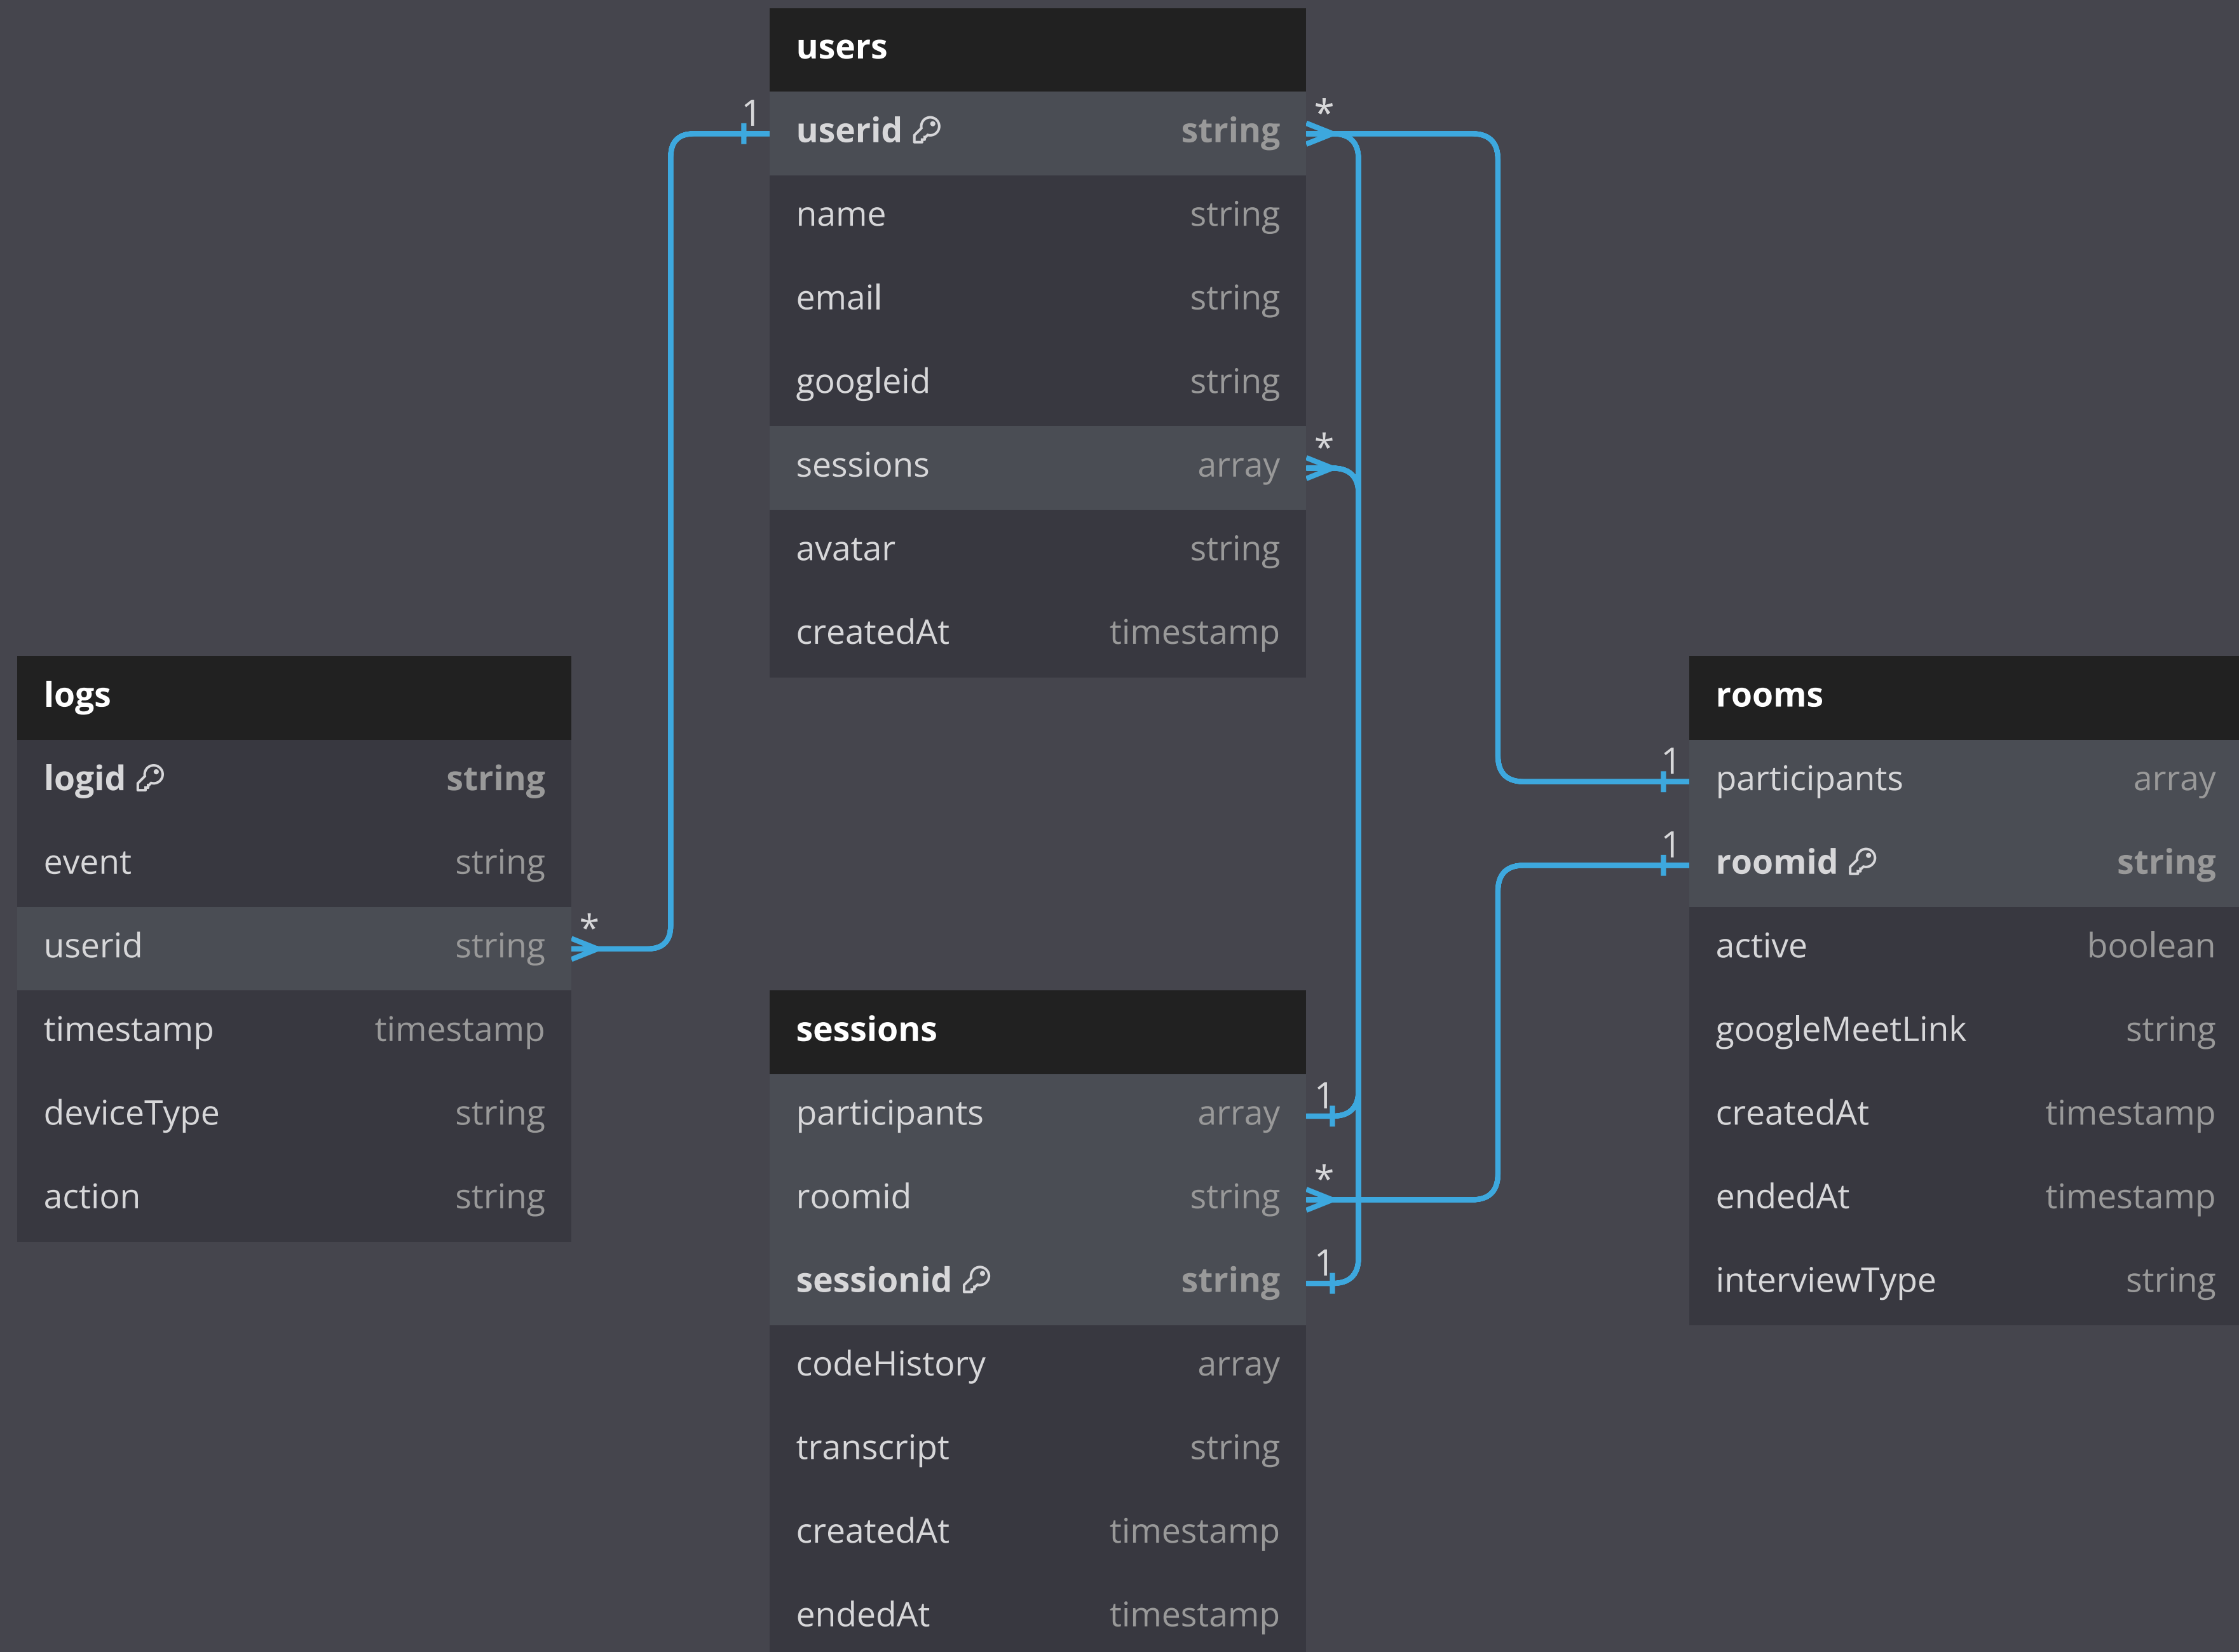 users
1
userid string
*
name string
email string
googleid string
*
sessions array
avatar string
createdAt timestamp
logs
logid string
event string
*
userid string
timestamp timestamp
deviceType string
action string
sessions
1
participants array
*
roomid string
1
sessionid string
codeHistory array
transcript string
createdAt timestamp
endedAt timestamp
rooms
1
participants array
1
roomid string
active boolean
googleMeetLink string
createdAt timestamp
endedAt timestamp
interviewType string